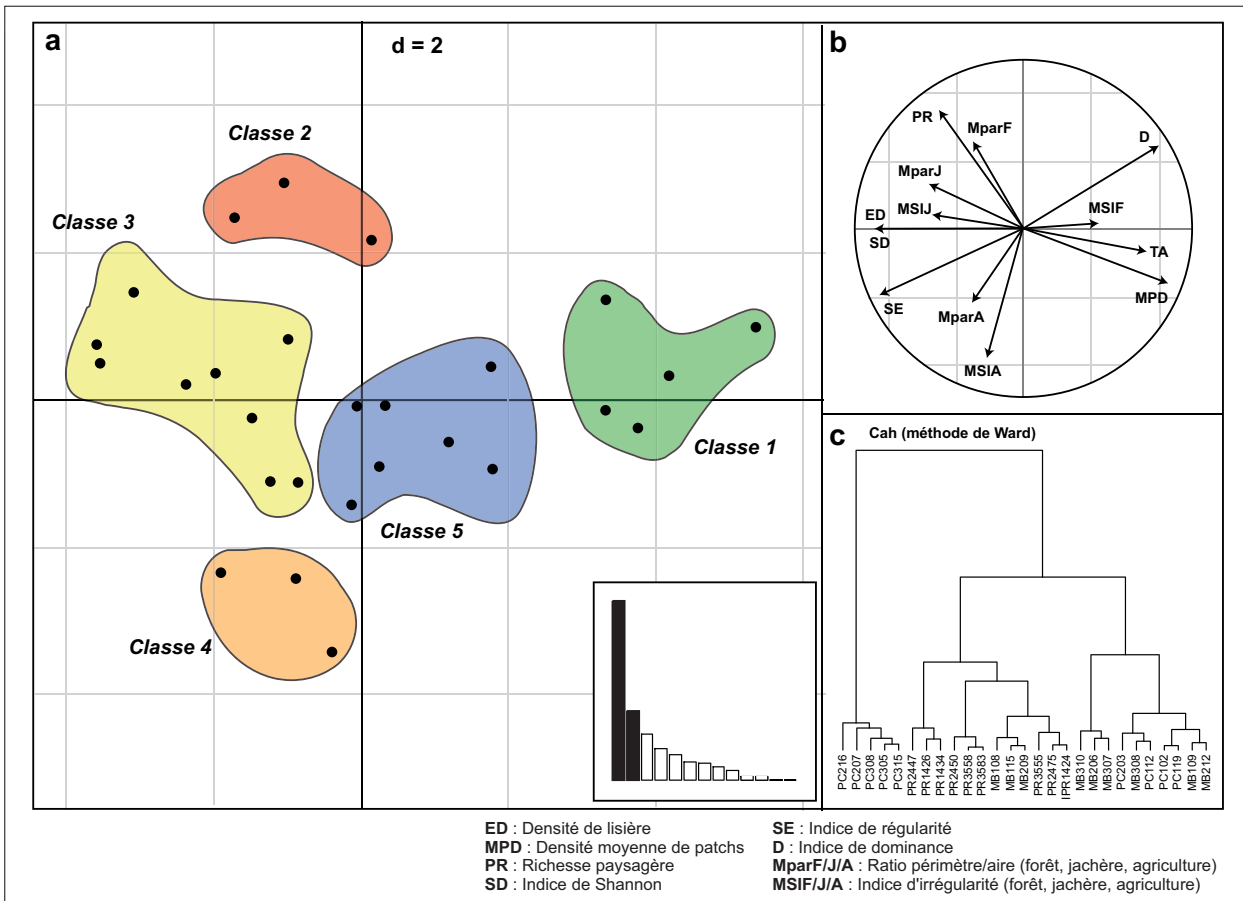 a
d = 2
Classe 2
Classe 3
Classe 1
Classe 5
Classe 4
b
PR
MparF
D
MparJ
MSIJ
MSIF
ED
SD
TA
MPD
SE
MparA
MSIA
c
Cah (méthode de Ward)
PC216
PC207
PC308
PC305
PC315
PR2447
PR1426
PR1434
PR2450
PR3558
PR3583
MB108
MB115
MB209
PR3555
PR2475
IPR1424
MB310
MB206
MB307
PC203
MB308
PC112
PC102
PC119
MB109
MB212
ED : Densité de lisière
MPD : Densité moyenne de patchs
PR : Richesse paysagère
SD : Indice de Shannon
SE : Indice de régularité
D : Indice de dominance
MparF/J/A : Ratio périmètre/aire (forêt, jachère, agriculture)
MSIF/J/A : Indice d'irrégularité (forêt, jachère, agriculture)